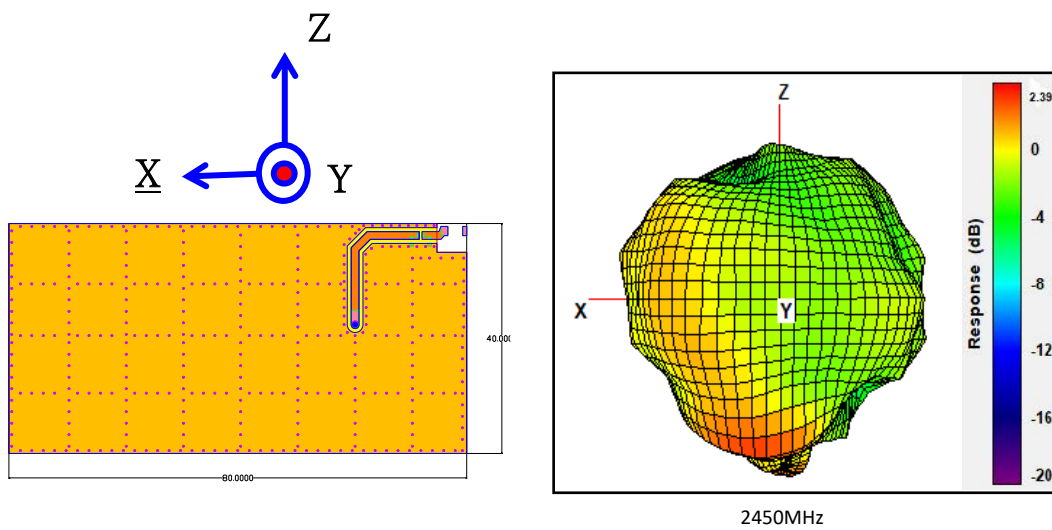 Z
X
Y
40.000
80.0000
Z
X
Y
2.39
0
-4
-8
-12
-16
-20
Response (dB)
2450MHz